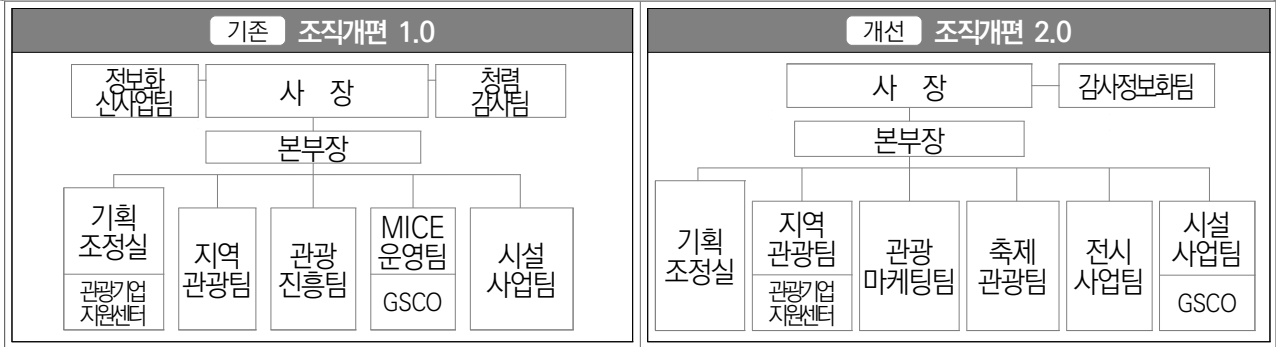 기존 조직개편 1.0
정보화
신사업팀
사 장
청렴
감사팀
본부장
기획
조정실
관광기업
지원센터
지역
관광팀
관광
진흥팀
MICE
운영팀
GSCO
시설
사업팀
개선 조직개편 2.0
사 장
감사정보화팀
본부장
기획
조정실
지역
관광팀
관광기업
지원센터
관광
마케팅팀
축제
관광팀
전시
사업팀
시설
사업팀
GSCO